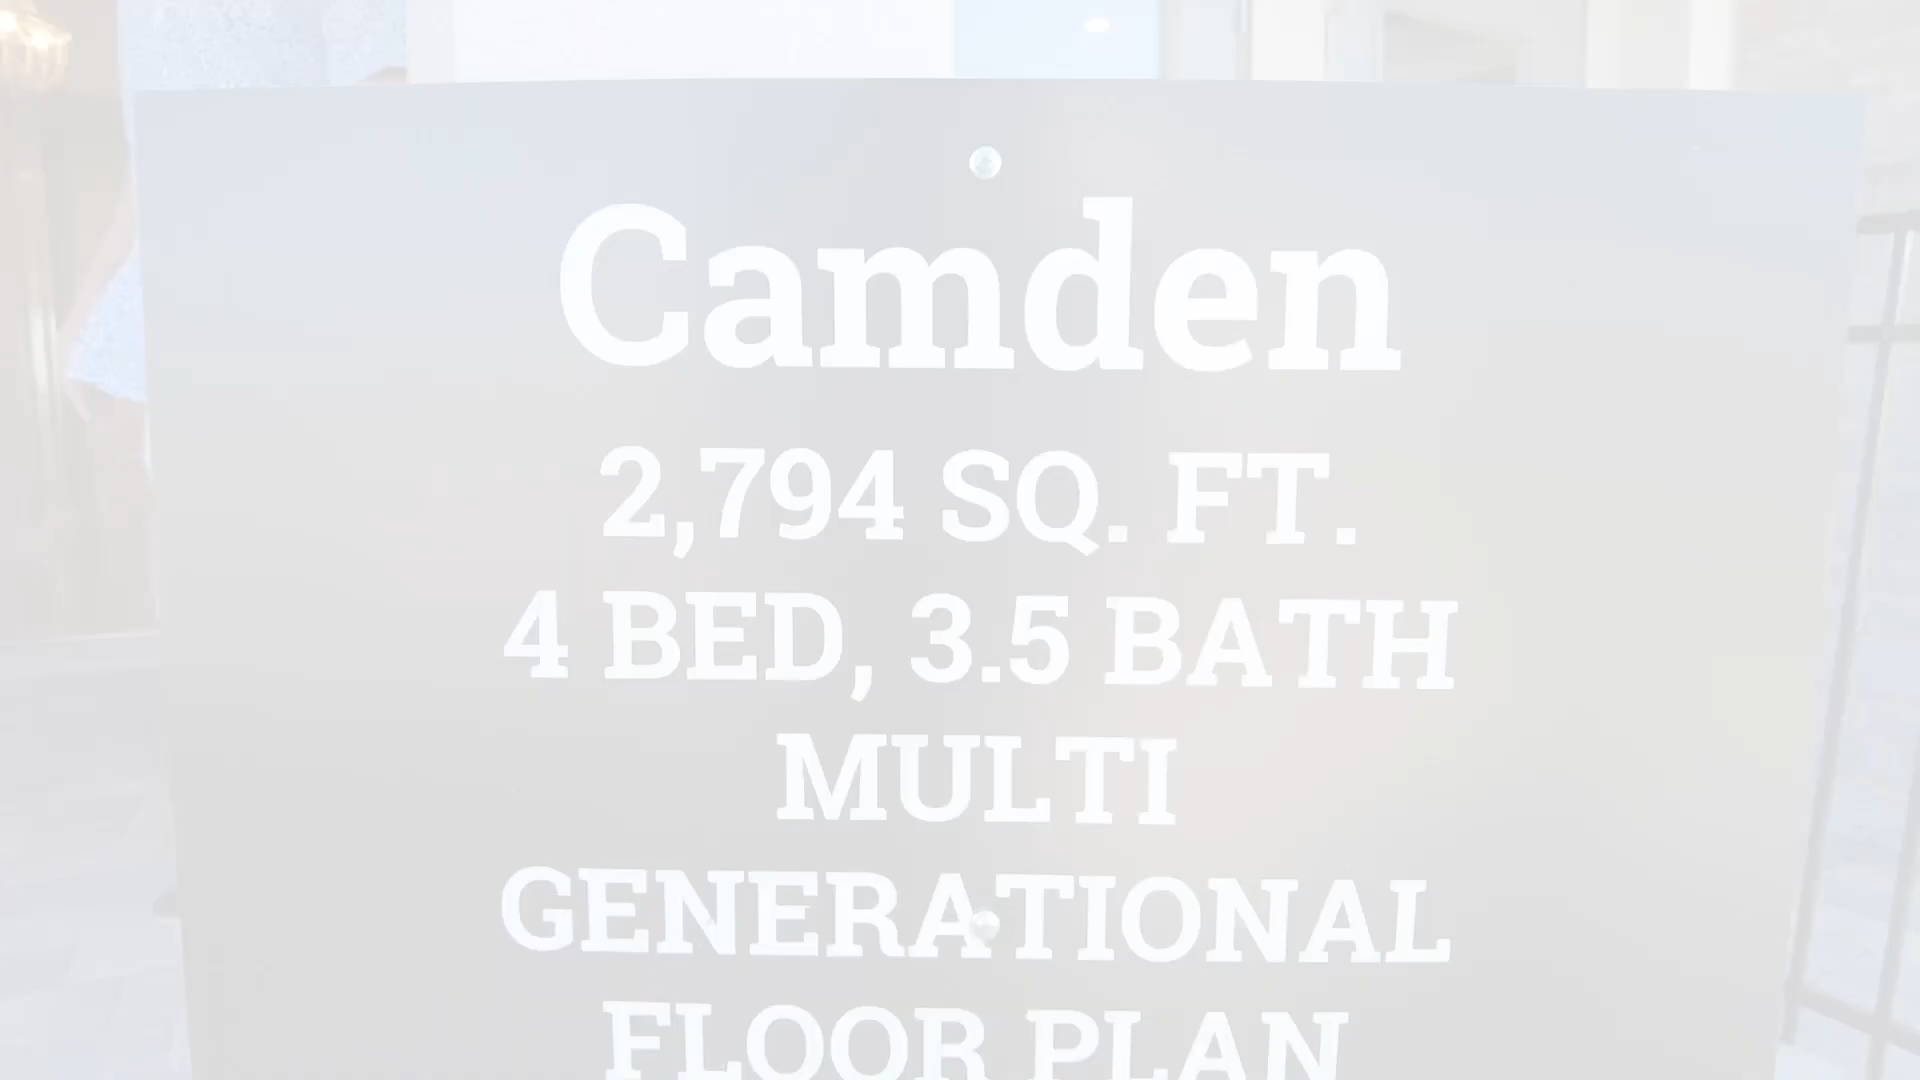 Camden
2,794 SQ. FT.
4 BED, 3.5 BATH
MULTI
GENERATIONAL
FLOOR PLAN